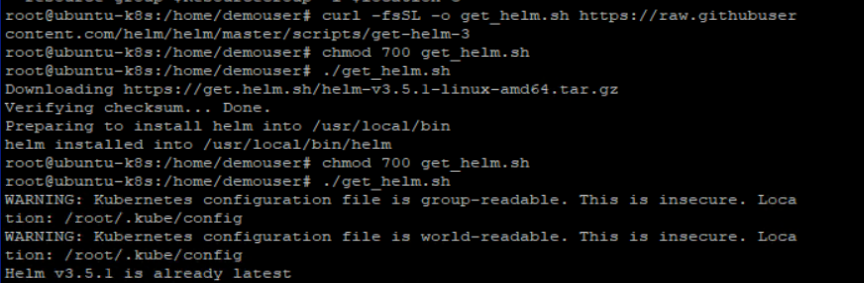 root@ubuntu-k8s:/home/demouser# curl -fsSL -o get_helm.sh https://raw.githubuser
content.com/helm/helm/master/scripts/get-helm-3
root@ubuntu-k8s:/home/demouser# chmod 700 get_helm.sh
root@ubuntu-k8s:/home/demouser# ./get_helm.sh
Downloading https://get.helm.sh/helm-v3.5.1-linux-amd64.tar.gz
Verifying checksum... Done.
Preparing to install helm into /usr/local/bin
helm installed into /usr/local/bin/helm
root@ubuntu-k8s:/home/demouser# chmod 700 get_helm.sh
root@ubuntu-k8s:/home/demouser# ./get_helm.sh
WARNING: Kubernetes configuration file is group-readable. This is insecure. Loca
tion: /root/.kube/config
WARNING: Kubernetes configuration file is world-readable. This is insecure. Loca
tion: /root/.kube/config
Helm v3.5.1 is already latest